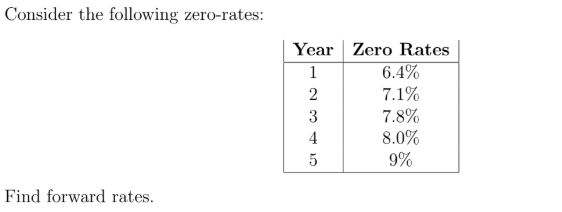 Consider the following zero-rates:
Year Zero Rates
1 6.4%
2 7.1%
3 7.8%
4 8.0%
5 9%
Find forward rates.